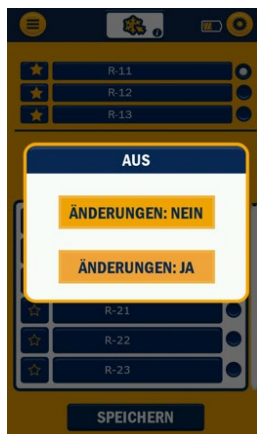 R-11
R-12
R-13
AUS
ÄNDERUNGEN: NEIN
ÄNDERUNGEN: JA
R-21
R-22
R-23
SPEICHERN